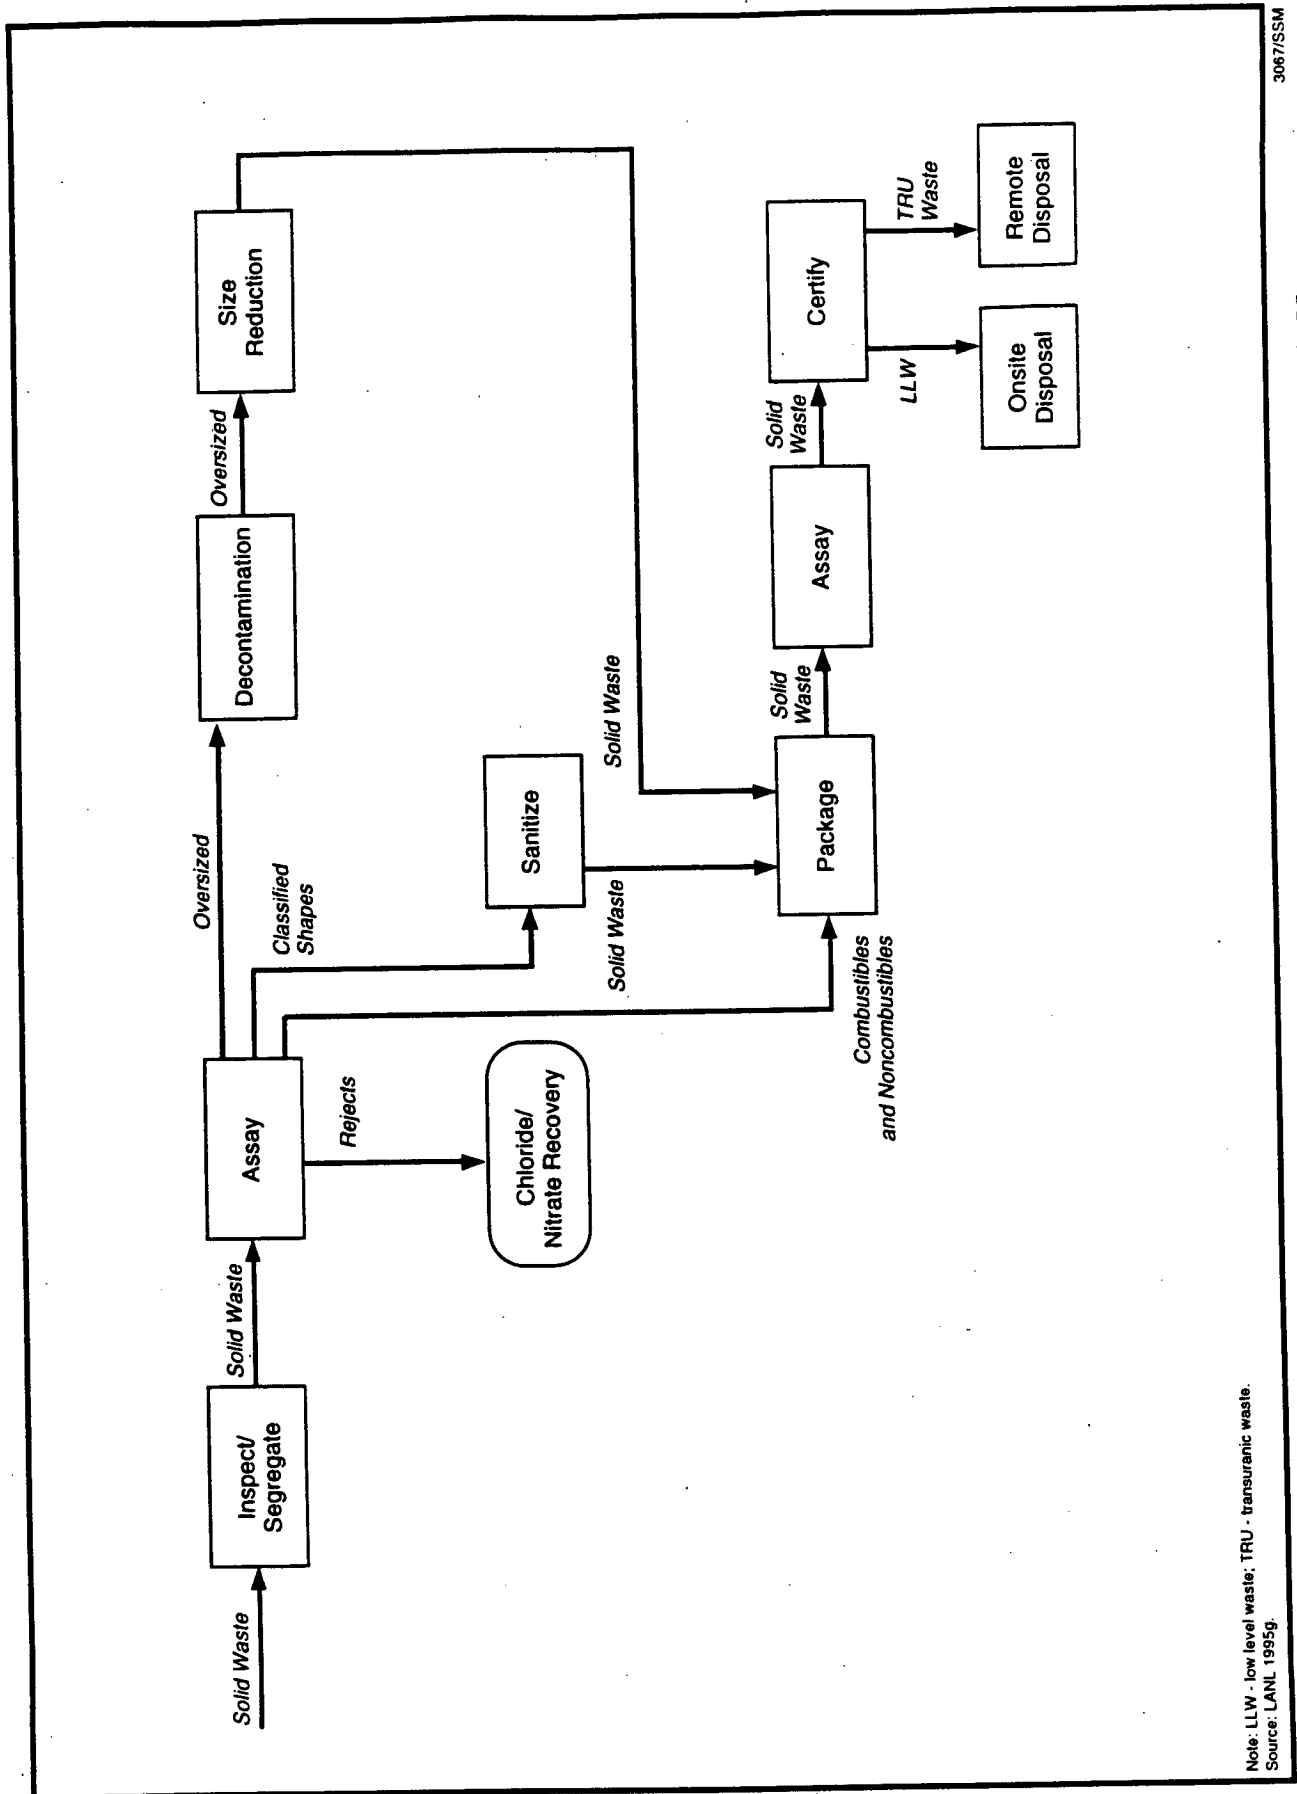 Solid Waste
Inspect/
Segregate
Solid Waste
Assay
Rejects
Chloride/
Nitrate Recovery
Oversized
Classified
Shapes
Combustibles
and Noncombustibles
Decontamination
Oversized
Size
Reduction
Sanitize
Solid Waste
Solid Waste
Package
Solid
Waste
Assay
Solid
Waste
Certify
LLW
TRU
Waste
Onsite
Disposal
Remote
Disposal
Note: LLW - low level waste; TRU - transuranic waste.
Source: LANL 1995g.
3067/SSM